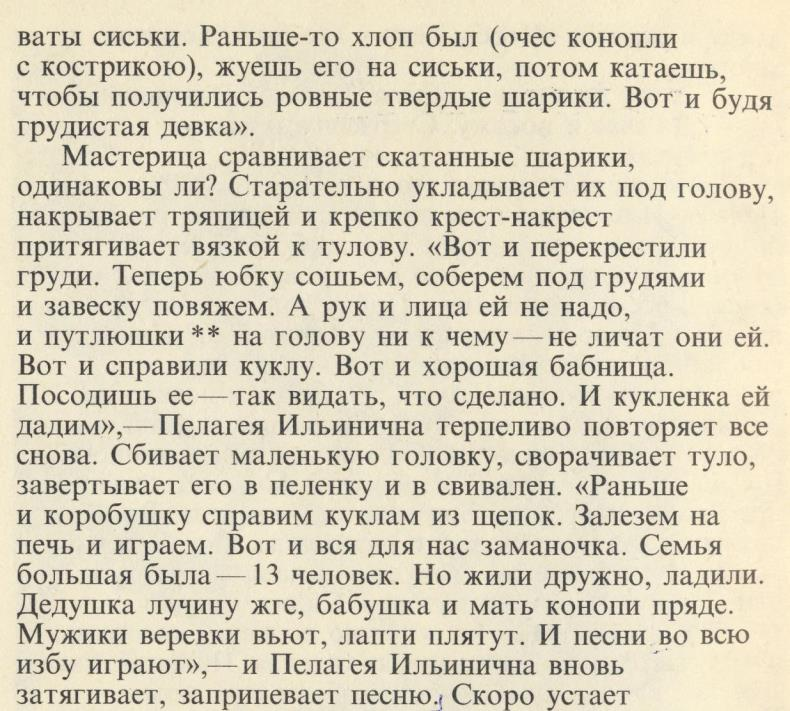 ваты сиськи. Раньше-то хлоп был (очес конопли
с кострикою), жуешь его на сиськи, потом катаешь,
чтобы получились ровные твердые шарики. Вот и будя
грудистая девка».
Мастерица сравнивает скатанные шарики,
одинаковы ли? Старательно укладывает их под голову,
накрывает тряпицей и крепко крест-накрест
притягивает вязкой к тулову. «Вот и перекрестили
груди. Теперь юбку сошьем, соберем под грудями
и завеску повяжем. А рук и лица ей не надо,
и путлюшки ** на голову ни к чему — не личат они ей.
Вот и справили куклу. Вот и хорошая бабнища.
Посодишь ее — так видать, что сделано. И кукленка ей
дадим», — Пелагея Ильинична терпеливо повторяет все
снова. Сбивает маленькую головку, сворачивает туло,
завертывает его в пеленку и в свивален. «Раньше
и коробушку справим куклам из щепок. Залезем на
печь и играем. Вот и вся для нас заманочка. Семья
большая была — 13 человек. Но жили дружно, ладили.
Дедушка лучину жге, бабушка и мать конопи пряде.
Мужики веревки вьют, лапти плятут. И песни во всю
избу играют», — и Пелагея Ильинична вновь
затягивает, заприпевает песню. Скоро устает